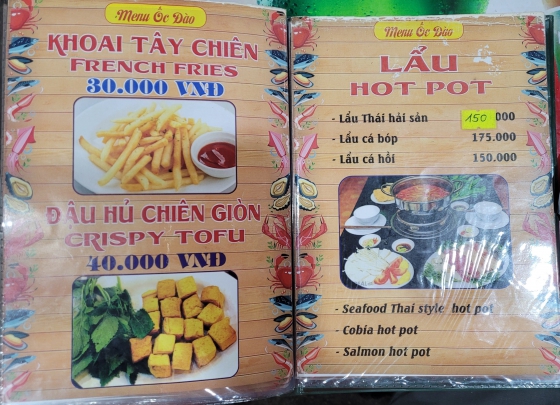 Menu Ốc Đào
KHOAI TÂY CHIÊN
FRENCH FRIES
30.000 VNĐ
ĐẬU HỦ CHIÊN GIÒN
CRISPY TOFU
40.000 VNĐ
Menu Ốc Đào
LẨU
HOT POT
- Lẩu Thái hải sản 150.000
- Lẩu cá bóp 175.000
- Lẩu cá hồi 150.000
- Seafood Thai style hot pot
- Cobia hot pot
- Salmon hot pot